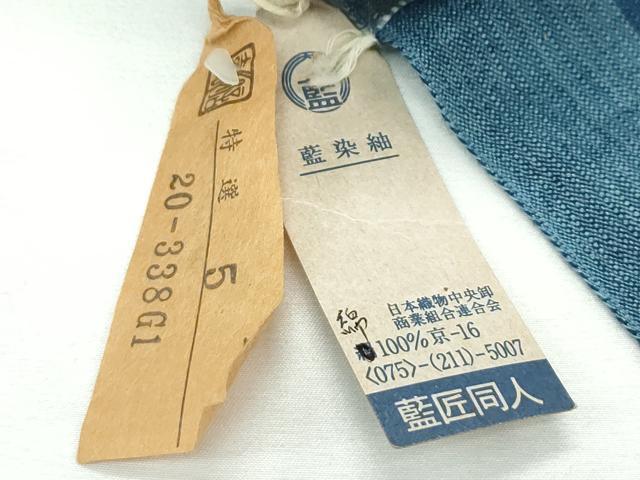 特選
5
20-338G1
藍
藍染紬
日本織物中央卸
商業組合連合会
綿
100%京-16
<075>-(211)-5007
藍匠同人